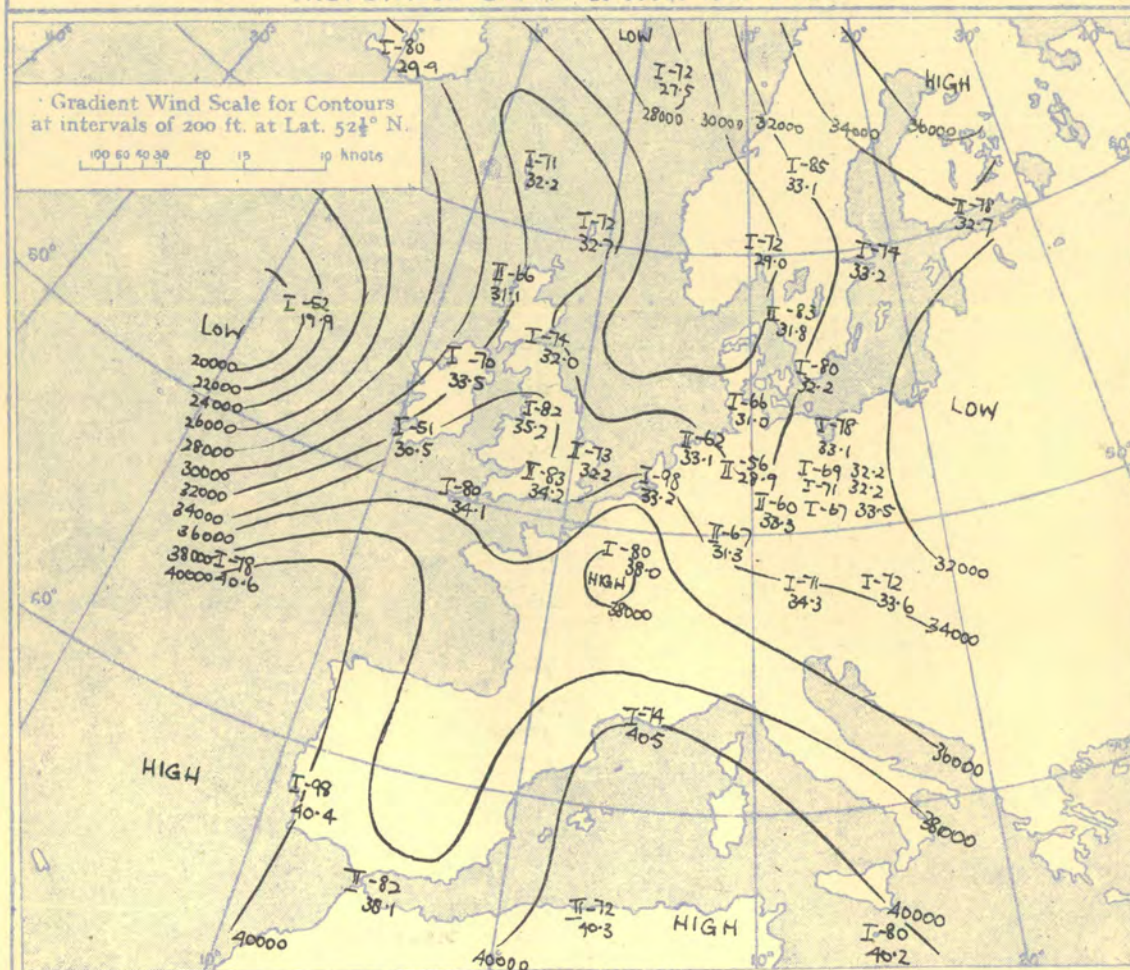 I -80
29.9
LOW
I -72
27.5
HIGH
Gradient Wind Scale for Contours
at intervals of 200 ft. at Lat. 52½° N.
100 60 40 30 20 15 10 knots
28000 30000 32000 34000 36000
I -71
32.2
I -85
33.1
II -78
32.7
I -72
32.7
I -72
29.0
I -74
33.2
II -66
31.1
I -52
19.9
LOW
II -83
31.8
I -74
32.0
I -70
33.5
I -80
32.2
20000
22000
24000
26000
28000
30000
32000
34000
36000
38000
40000
I -78
40.6
I -82
35.2
I -66
31.0
LOW
I -51
30.5
I -78
33.1
II -62
33.1
I -73
32.2
II -56
28.9
I -69 32.2
I -71 32.2
I -67 33.5
II -83
34.2
I -98
33.2
I -80
34.1
II -60
38.3
II -67
31.3
I -80
38.0
HIGH
38000
I -71
34.3
I -72
33.6
32000
34000
I -74
40.5
36000
HIGH
I -98
40.4
38000
II -82
38.1
II -72
40.3
HIGH
40000
I -80
40.2
40000
40000
50°
60°
10°
10°
20°